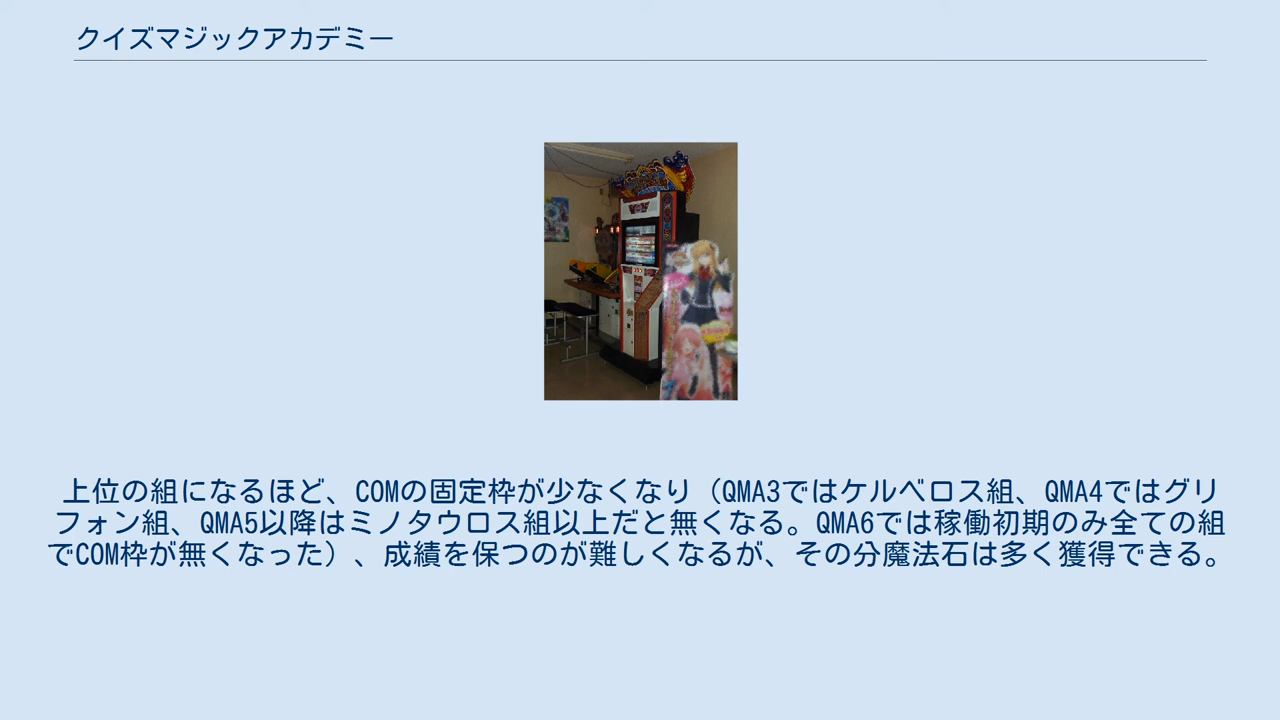 クイズマジックアカデミー
上位の組になるほど、COMの固定枠が少なくなり（QMA3ではケルベロス組、QMA4ではグリ
フォン組、QMA5以降はミノタウロス組以上だと無くなる。QMA6では稼働初期のみ全ての組
でCOM枠が無くなった）、成績を保つのが難しくなるが、その分魔法石は多く獲得できる。